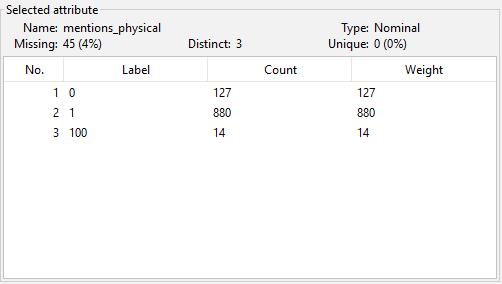 Selected attribute
Name: mentions_physical Type: Nominal
Missing: 45 (4%) Distinct: 3 Unique: 0 (0%)
No. Label Count Weight
1 0 127 127
2 1 880 880
3 100 14 14